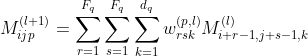 M_{ijp}^{(l+1)} = \sum_{r=1}^{F_q} \sum_{s=1}^{F_q} \sum_{k=1}^{d_q} w_{rsk}^{(p,l)} M_{i+r-1,j+s-1,k}^{(l)}